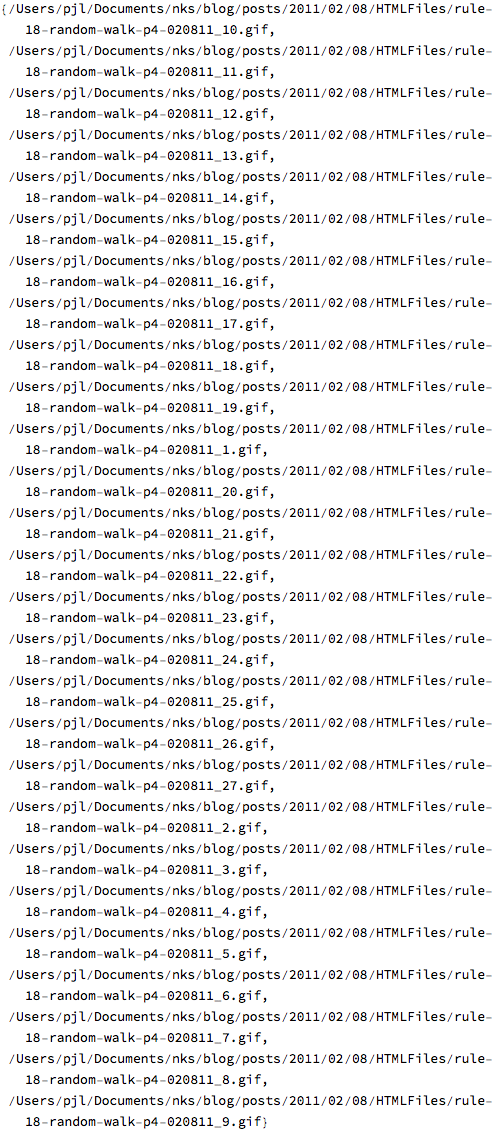 {/Users/pjl/Documents/nks/blog/posts/2011/02/08/HTMLFiles/rule-
18-random-walk-p4-020811_10.gif,
/Users/pjl/Documents/nks/blog/posts/2011/02/08/HTMLFiles/rule-
18-random-walk-p4-020811_11.gif,
/Users/pjl/Documents/nks/blog/posts/2011/02/08/HTMLFiles/rule-
18-random-walk-p4-020811_12.gif,
/Users/pjl/Documents/nks/blog/posts/2011/02/08/HTMLFiles/rule-
18-random-walk-p4-020811_13.gif,
/Users/pjl/Documents/nks/blog/posts/2011/02/08/HTMLFiles/rule-
18-random-walk-p4-020811_14.gif,
/Users/pjl/Documents/nks/blog/posts/2011/02/08/HTMLFiles/rule-
18-random-walk-p4-020811_15.gif,
/Users/pjl/Documents/nks/blog/posts/2011/02/08/HTMLFiles/rule-
18-random-walk-p4-020811_16.gif,
/Users/pjl/Documents/nks/blog/posts/2011/02/08/HTMLFiles/rule-
18-random-walk-p4-020811_17.gif,
/Users/pjl/Documents/nks/blog/posts/2011/02/08/HTMLFiles/rule-
18-random-walk-p4-020811_18.gif,
/Users/pjl/Documents/nks/blog/posts/2011/02/08/HTMLFiles/rule-
18-random-walk-p4-020811_19.gif,
/Users/pjl/Documents/nks/blog/posts/2011/02/08/HTMLFiles/rule-
18-random-walk-p4-020811_1.gif,
/Users/pjl/Documents/nks/blog/posts/2011/02/08/HTMLFiles/rule-
18-random-walk-p4-020811_20.gif,
/Users/pjl/Documents/nks/blog/posts/2011/02/08/HTMLFiles/rule-
18-random-walk-p4-020811_21.gif,
/Users/pjl/Documents/nks/blog/posts/2011/02/08/HTMLFiles/rule-
18-random-walk-p4-020811_22.gif,
/Users/pjl/Documents/nks/blog/posts/2011/02/08/HTMLFiles/rule-
18-random-walk-p4-020811_23.gif,
/Users/pjl/Documents/nks/blog/posts/2011/02/08/HTMLFiles/rule-
18-random-walk-p4-020811_24.gif,
/Users/pjl/Documents/nks/blog/posts/2011/02/08/HTMLFiles/rule-
18-random-walk-p4-020811_25.gif,
/Users/pjl/Documents/nks/blog/posts/2011/02/08/HTMLFiles/rule-
18-random-walk-p4-020811_26.gif,
/Users/pjl/Documents/nks/blog/posts/2011/02/08/HTMLFiles/rule-
18-random-walk-p4-020811_27.gif,
/Users/pjl/Documents/nks/blog/posts/2011/02/08/HTMLFiles/rule-
18-random-walk-p4-020811_2.gif,
/Users/pjl/Documents/nks/blog/posts/2011/02/08/HTMLFiles/rule-
18-random-walk-p4-020811_3.gif,
/Users/pjl/Documents/nks/blog/posts/2011/02/08/HTMLFiles/rule-
18-random-walk-p4-020811_4.gif,
/Users/pjl/Documents/nks/blog/posts/2011/02/08/HTMLFiles/rule-
18-random-walk-p4-020811_5.gif,
/Users/pjl/Documents/nks/blog/posts/2011/02/08/HTMLFiles/rule-
18-random-walk-p4-020811_6.gif,
/Users/pjl/Documents/nks/blog/posts/2011/02/08/HTMLFiles/rule-
18-random-walk-p4-020811_7.gif,
/Users/pjl/Documents/nks/blog/posts/2011/02/08/HTMLFiles/rule-
18-random-walk-p4-020811_8.gif,
/Users/pjl/Documents/nks/blog/posts/2011/02/08/HTMLFiles/rule-
18-random-walk-p4-020811_9.gif}